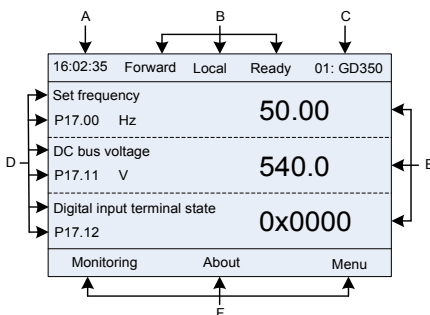 A B C
16:02:35 Forward Local Ready 01: GD350
Set frequency
P17.00 Hz 50.00
DC bus voltage
P17.11 V 540.0
D E
Digital input terminal state
P17.12 0x0000
Monitoring About Menu
F